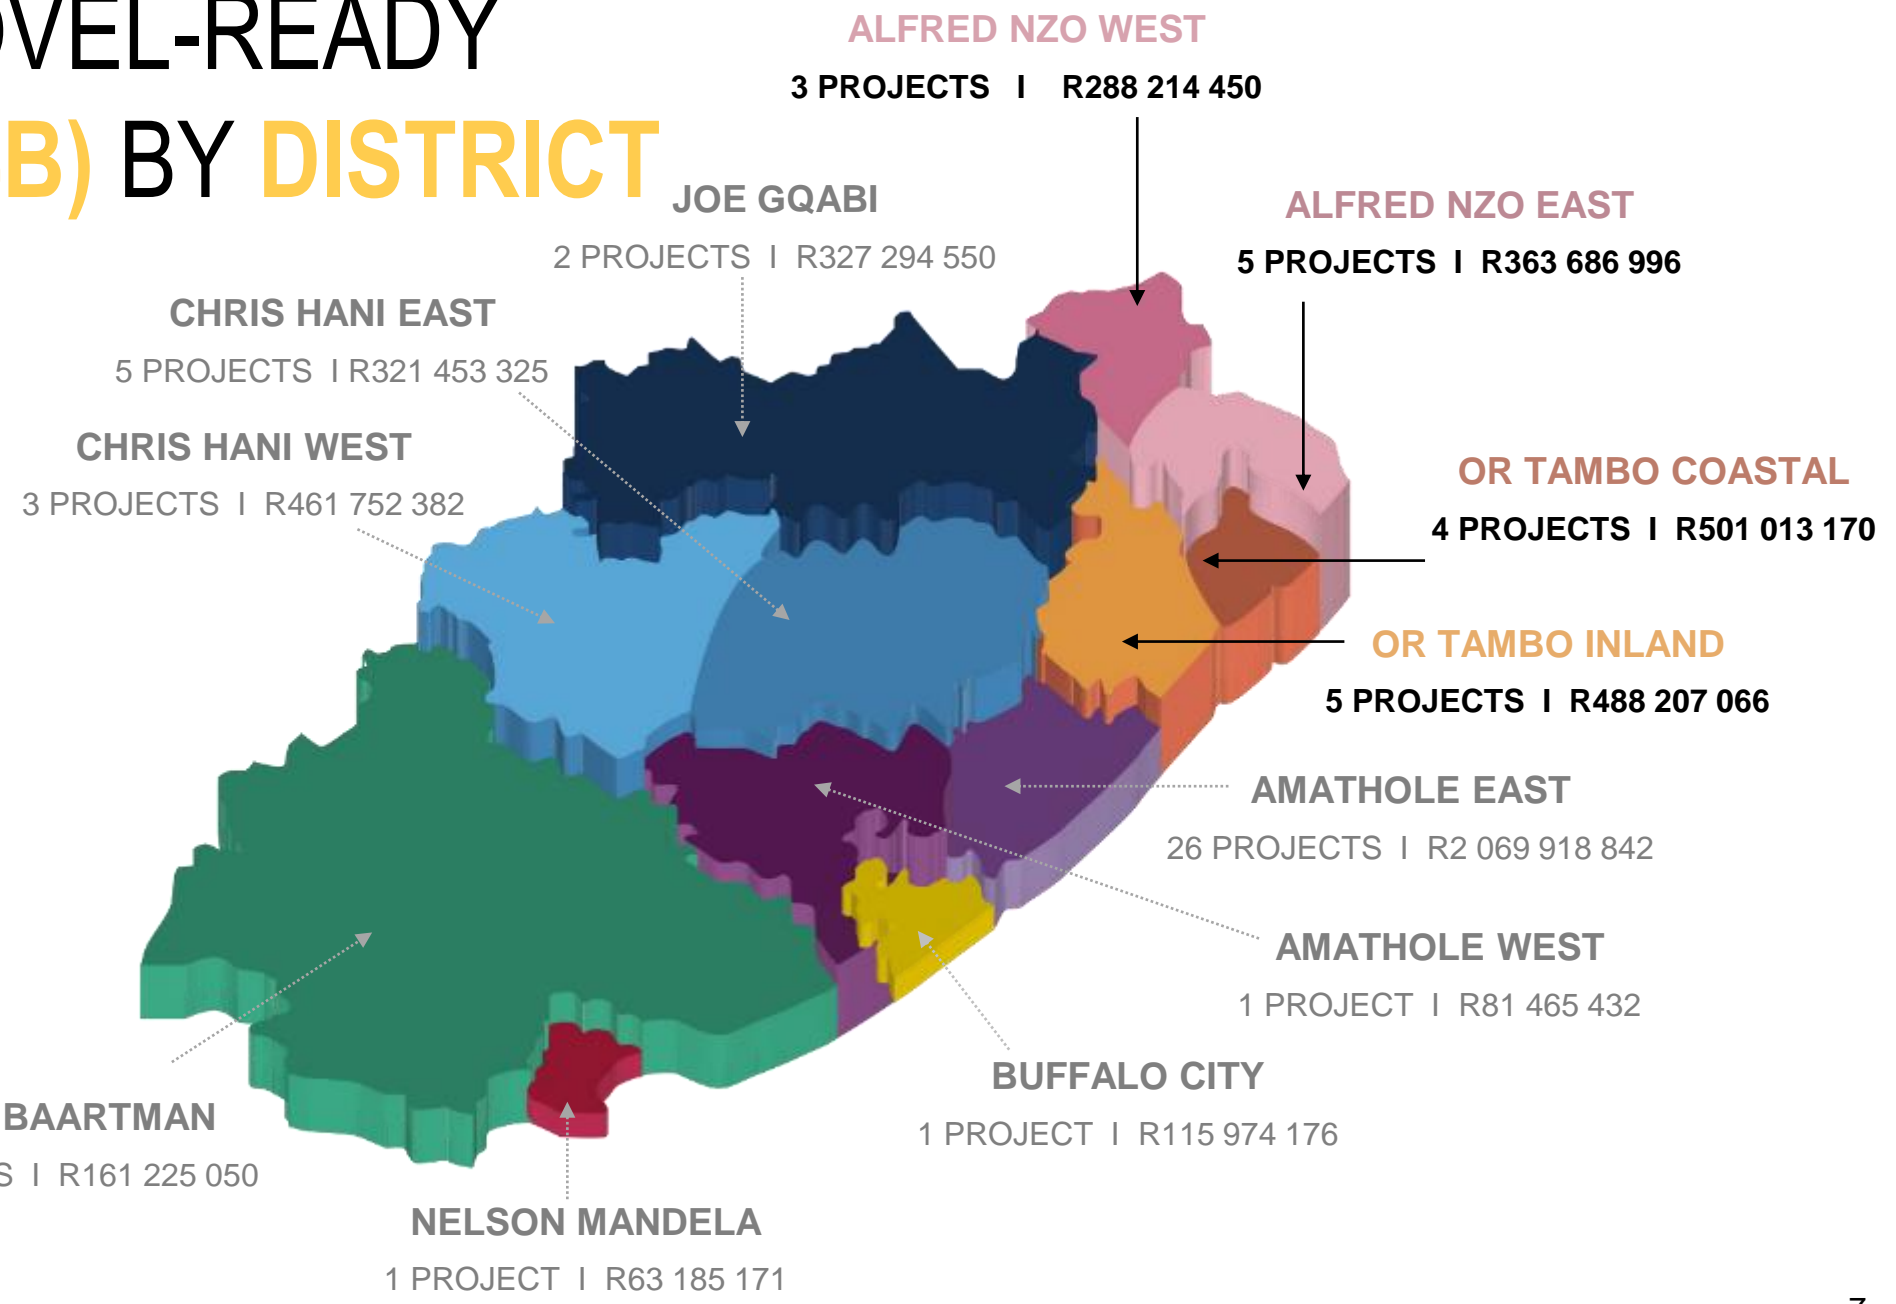 OVEL-READY
B) BY DISTRICT
ALFRED NZO WEST
3 PROJECTS I R288 214 450
JOE GQABI
2 PROJECTS I R327 294 550
ALFRED NZO EAST
5 PROJECTS I R363 686 996
CHRIS HANI EAST
5 PROJECTS I R321 453 325
CHRIS HANI WEST
3 PROJECTS I R461 752 382
OR TAMBO COASTAL
4 PROJECTS I R501 013 170
OR TAMBO INLAND
5 PROJECTS I R488 207 066
AMATHOLE EAST
26 PROJECTS I R2 069 918 842
AMATHOLE WEST
1 PROJECT I R81 465 432
BUFFALO CITY
1 PROJECT I R115 974 176
BAARTMAN
S I R161 225 050
NELSON MANDELA
1 PROJECT I R63 185 171